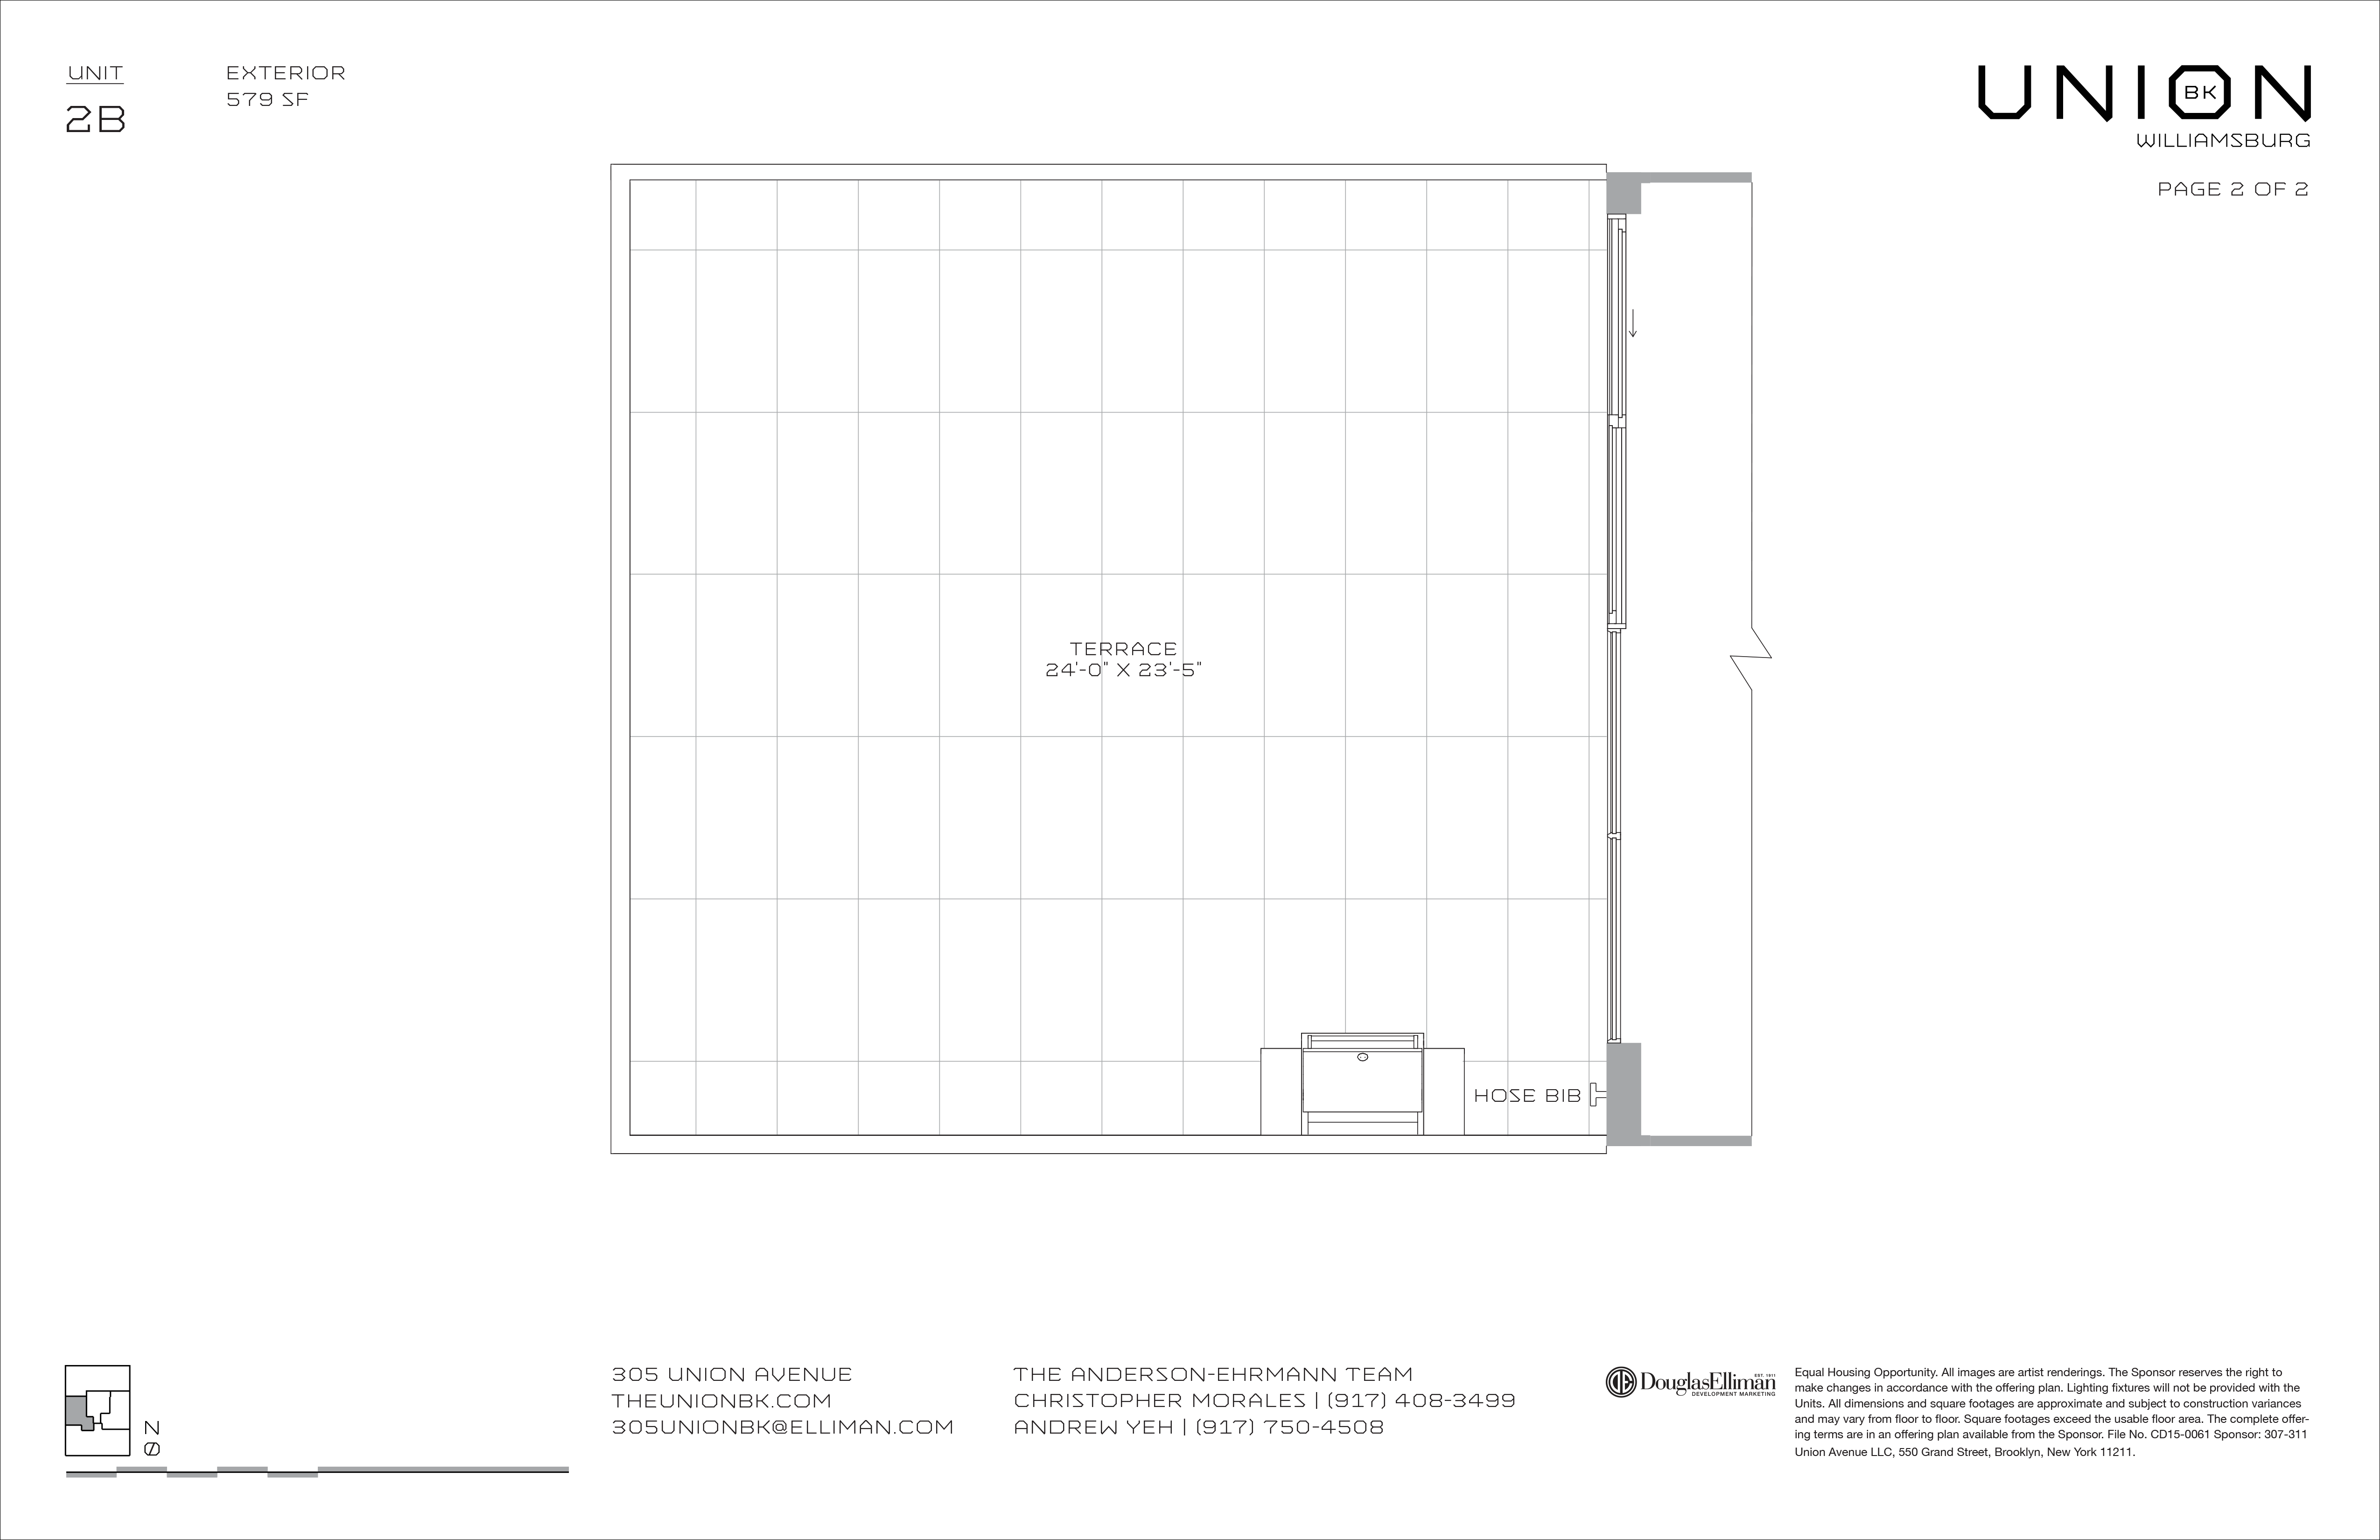 UNIT
2B
EXTERIOR
579 SF
UNION
BK
WILLIAMSBURG
PAGE 2 OF 2
TERRACE
24'-0" X 23'-5"
HOSE BIB
N
305 UNION AVENUE
THEUNIONBK.COM
305UNIONBK@ELLIMAN.COM
THE ANDERSON-EHRMANN TEAM
CHRISTOPHER MORALES | (917) 408-3499
ANDREW YEH | (917) 750-4508
DE
EST. 1911
DouglasElliman
DEVELOPMENT MARKETING
Equal Housing Opportunity. All images are artist renderings. The Sponsor reserves the right to
make changes in accordance with the offering plan. Lighting fixtures will not be provided with the
Units. All dimensions and square footages are approximate and subject to construction variances
and may vary from floor to floor. Square footages exceed the usable floor area. The complete offer-
ing terms are in an offering plan available from the Sponsor. File No. CD15-0061 Sponsor: 307-311
Union Avenue LLC, 550 Grand Street, Brooklyn, New York 11211.